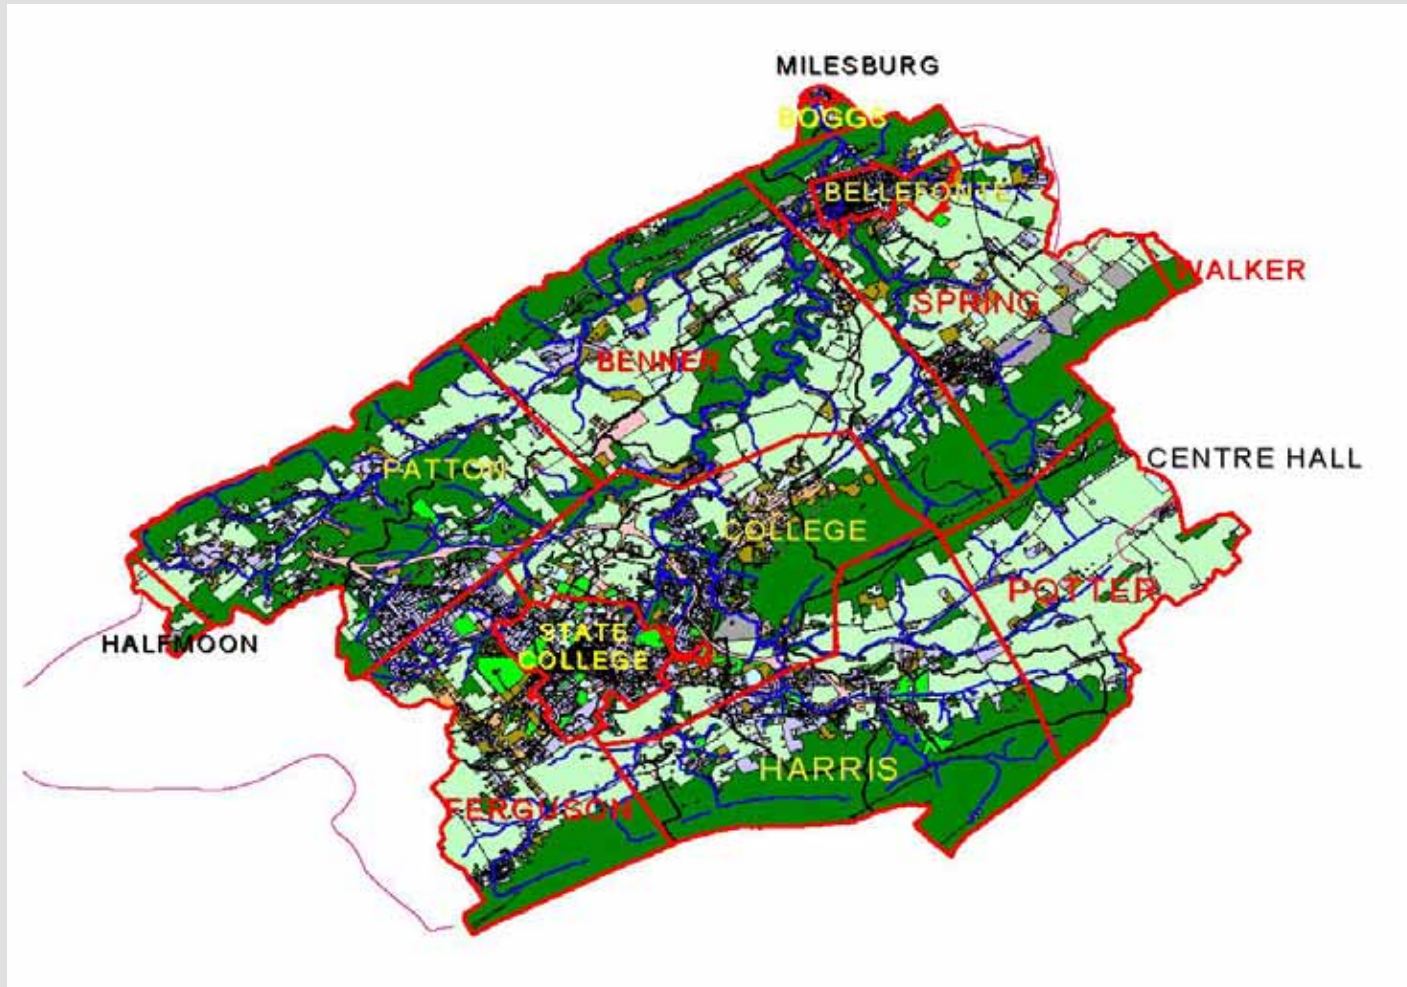 MILESBURG
BOGGS
BELLEFONTE
WALKER
SPRING
BENNER
CENTRE HALL
PATTON
COLLEGE
POTTER
STATE
COLLEGE
HALFMOON
HARRIS
FERGUSON